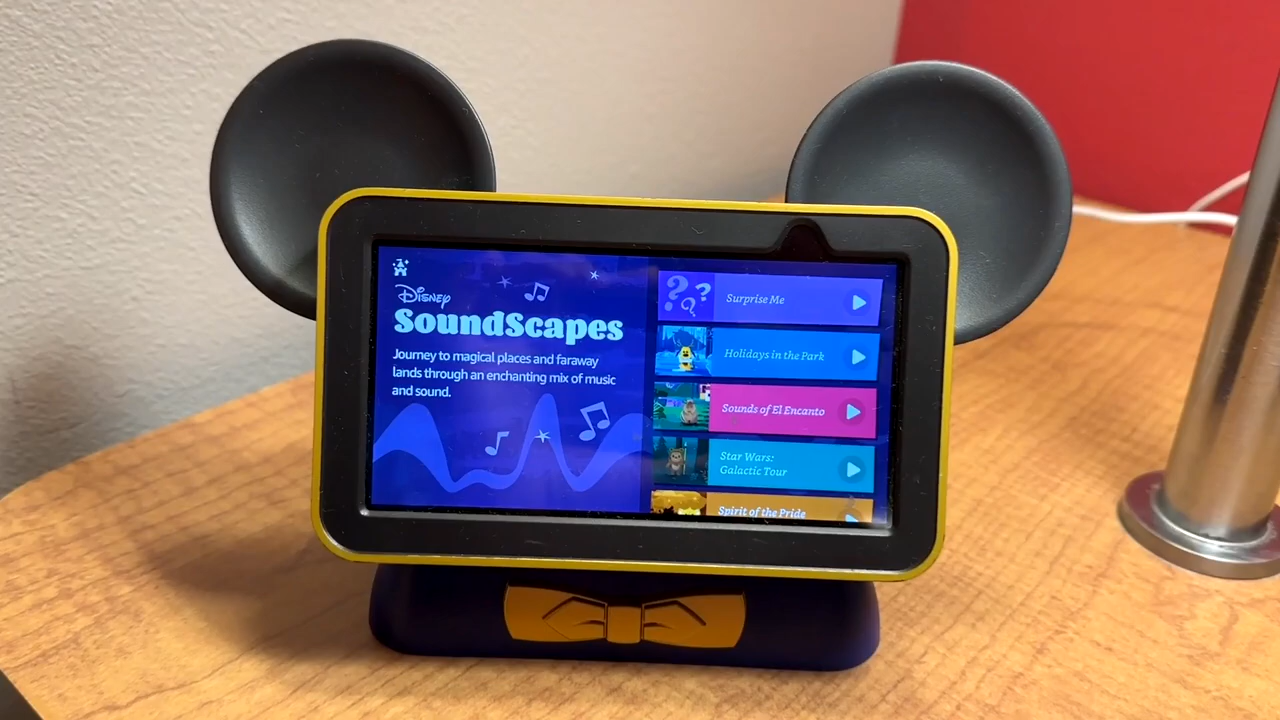 Disney
SoundScapes
Journey to magical places and faraway
lands through an enchanting mix of music
and sound.
Surprise Me
Holidays in the Park
Sounds of El Encanto
Star Wars:
Galactic Tour
Spirit of the Pride